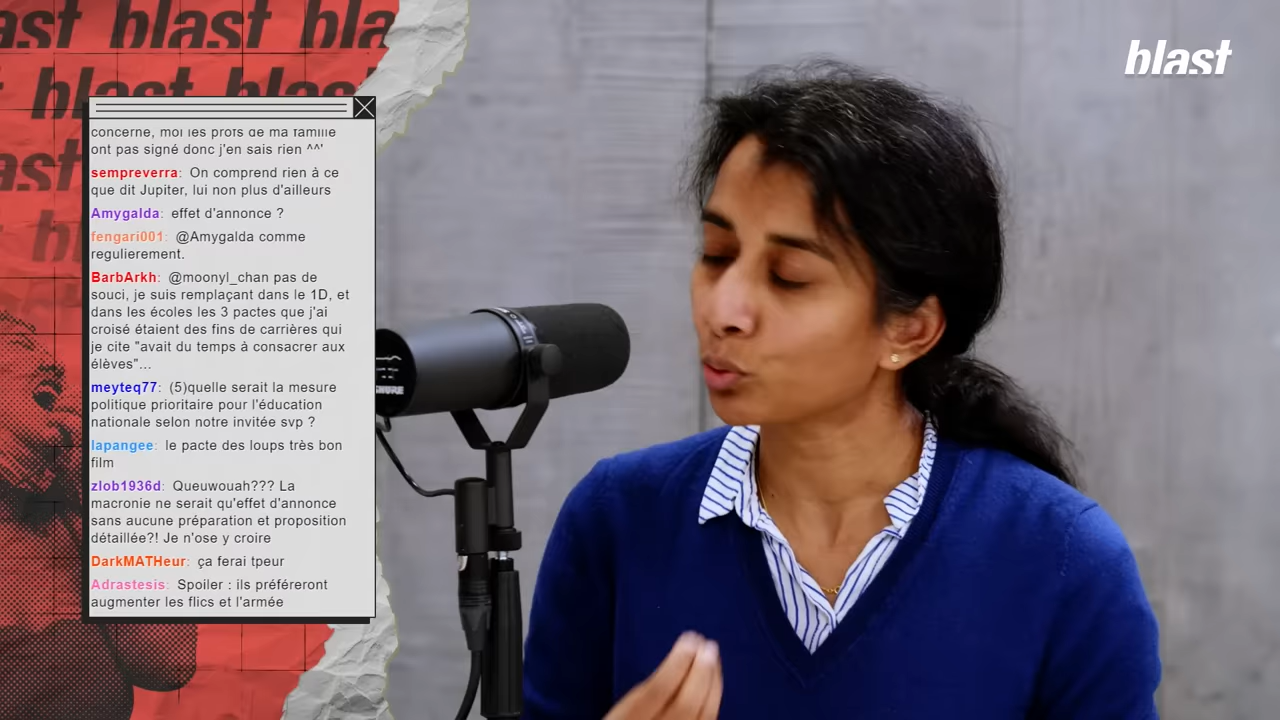 blast blast blast
blast
concerne, moi les profs de ma famille
ont pas signé donc j'en sais rien ^^'
sempreverra: On comprend rien à ce
que dit Jupiter, lui non plus d'ailleurs
Amygalda: effet d'annonce ?
fengari001: @Amygalda comme
regulierement.
BarbArkh: @moonyl_chan pas de
souci, je suis remplaçant dans le 1D, et
dans les écoles les 3 pactes que j'ai
croisé étaient des fins de carrières qui
je cite "avait du temps à consacrer aux
élèves"...
meyteq77: (5)quelle serait la mesure
politique prioritaire pour l'éducation
nationale selon notre invitée svp ?
lapangee: le pacte des loups très bon
film
zlob1936d: Queuwouah??? La
macronie ne serait qu'effet d'annonce
sans aucune préparation et proposition
détaillée?! Je n'ose y croire
DarkMATHeur: ça ferai tpeur
Adrastesis: Spoiler : ils préféreront
augmenter les flics et l'armée
SHURE